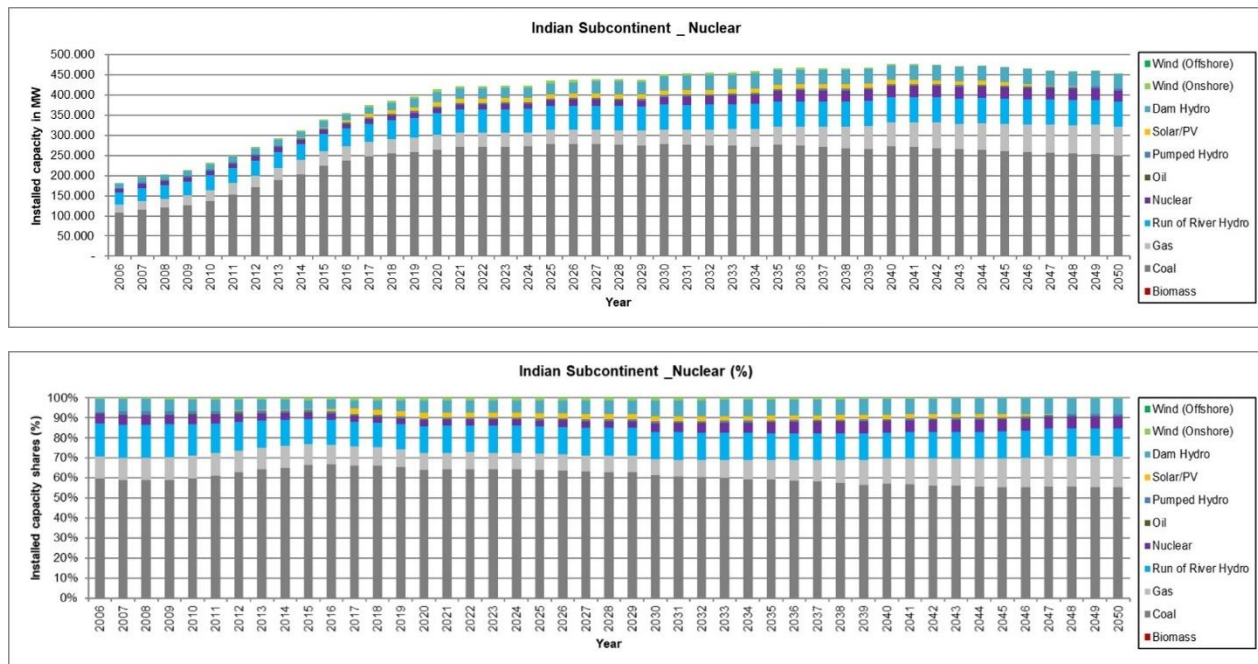 Indian Subcontinent _ Nuclear
Installed capacity in MW
500.000
450.000
400.000
350.000
300.000
250.000
200.000
150.000
100.000
50.000
-
2006 2007 2008 2009 2010 2011 2012 2013 2014 2015 2016 2017 2018 2019 2020 2021 2022 2023 2024 2025 2026 2027 2028 2029 2030 2031 2032 2033 2034 2035 2036 2037 2038 2039 2040 2041 2042 2043 2044 2045 2046 2047 2048 2049 2050
Year
Wind (Offshore)
Wind (Onshore)
Dam Hydro
Solar/PV
Pumped Hydro
Oil
Nuclear
Run of River Hydro
Gas
Coal
Biomass
Indian Subcontinent _Nuclear (%)
Installed capacity shares (%)
100%
90%
80%
70%
60%
50%
40%
30%
20%
10%
0%
2006 2007 2008 2009 2010 2011 2012 2013 2014 2015 2016 2017 2018 2019 2020 2021 2022 2023 2024 2025 2026 2027 2028 2029 2030 2031 2032 2033 2034 2035 2036 2037 2038 2039 2040 2041 2042 2043 2044 2045 2046 2047 2048 2049 2050
Year
Wind (Offshore)
Wind (Onshore)
Dam Hydro
Solar/PV
Pumped Hydro
Oil
Nuclear
Run of River Hydro
Gas
Coal
Biomass